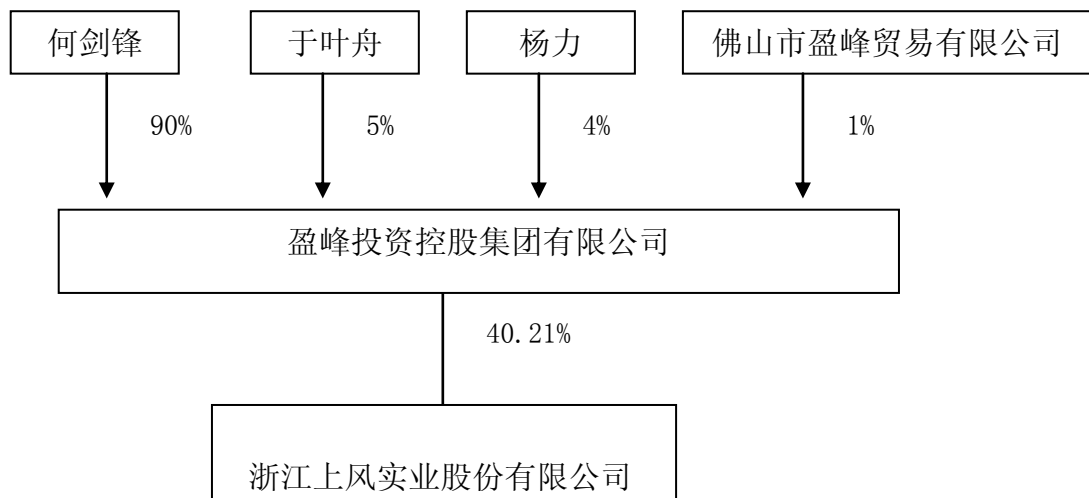 何剑锋 于叶舟 杨力 佛山市盈峰贸易有限公司
90% 5% 4% 1%
盈峰投资控股集团有限公司
40.21%
浙江上风实业股份有限公司